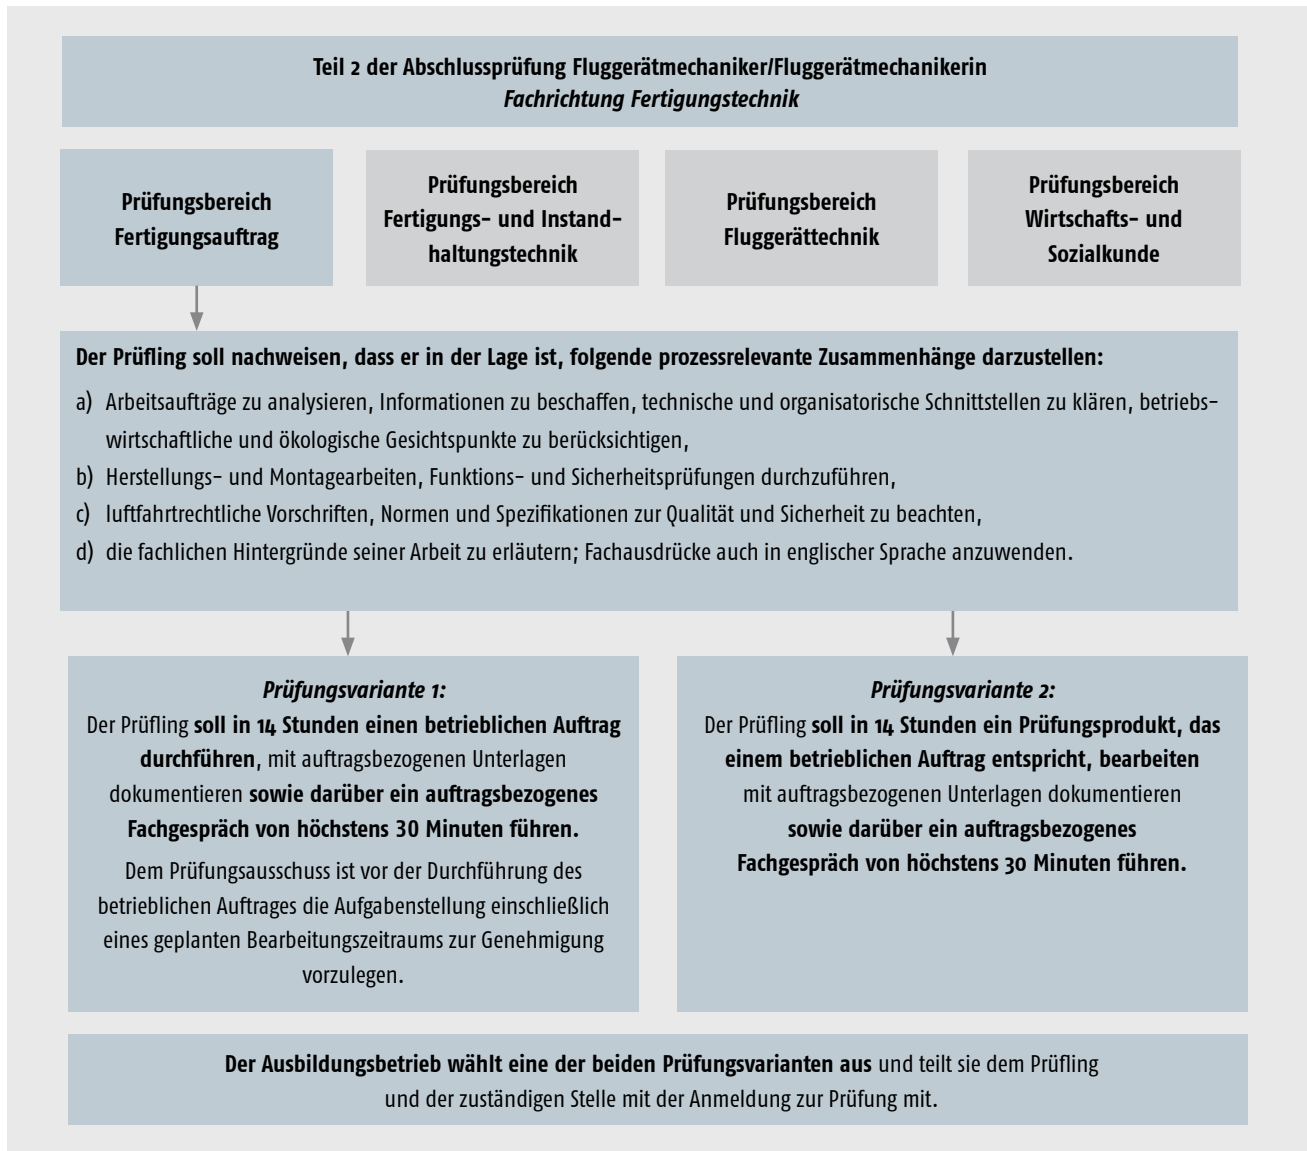 Teil 2 der Abschlussprüfung Fluggerätmechaniker/Fluggerätmechanikerin
Fachrichtung Fertigungstechnik
Prüfungsbereich
Fertigungsauftrag
Prüfungsbereich
Fertigungs- und Instand-
haltungstechnik
Prüfungsbereich
Fluggerättechnik
Prüfungsbereich
Wirtschafts- und
Sozialkunde
Der Prüfling soll nachweisen, dass er in der Lage ist, folgende prozessrelevante Zusammenhänge darzustellen:
a) Arbeitsaufträge zu analysieren, Informationen zu beschaffen, technische und organisatorische Schnittstellen zu klären, betriebs-
wirtschaftliche und ökologische Gesichtspunkte zu berücksichtigen,
b) Herstellungs- und Montagearbeiten, Funktions- und Sicherheitsprüfungen durchzuführen,
c) luftfahrtrechtliche Vorschriften, Normen und Spezifikationen zur Qualität und Sicherheit zu beachten,
d) die fachlichen Hintergründe seiner Arbeit zu erläutern; Fachausdrücke auch in englischer Sprache anzuwenden.
Prüfungsvariante 1:
Der Prüfling soll in 14 Stunden einen betrieblichen Auftrag
durchführen, mit auftragsbezogenen Unterlagen
dokumentieren sowie darüber ein auftragsbezogenes
Fachgespräch von höchstens 30 Minuten führen.
Dem Prüfungsausschuss ist vor der Durchführung des
betrieblichen Auftrages die Aufgabenstellung einschließlich
eines geplanten Bearbeitungszeitraums zur Genehmigung
vorzulegen.
Prüfungsvariante 2:
Der Prüfling soll in 14 Stunden ein Prüfungsprodukt, das
einem betrieblichen Auftrag entspricht, bearbeiten
mit auftragsbezogenen Unterlagen dokumentieren
sowie darüber ein auftragsbezogenes
Fachgespräch von höchstens 30 Minuten führen.
Der Ausbildungsbetrieb wählt eine der beiden Prüfungsvarianten aus und teilt sie dem Prüfling
und der zuständigen Stelle mit der Anmeldung zur Prüfung mit.